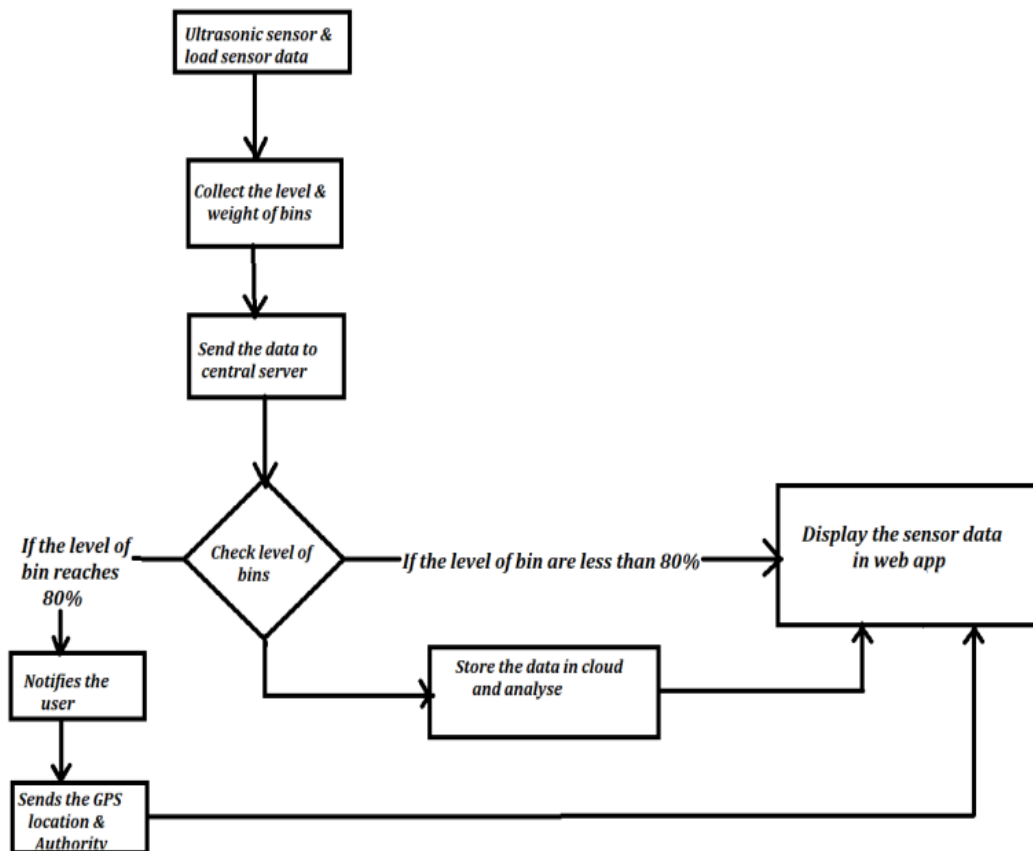 Ultrasonic sensor &
load sensor data
Collect the level &
weight of bins
Send the data to
central server
Check level of
bins
If the level of
bin reaches
80%
If the level of bin are less than 80%
Display the sensor data
in web app
Notifies the
user
Store the data in cloud
and analyse
Sends the GPS
location &
Authority